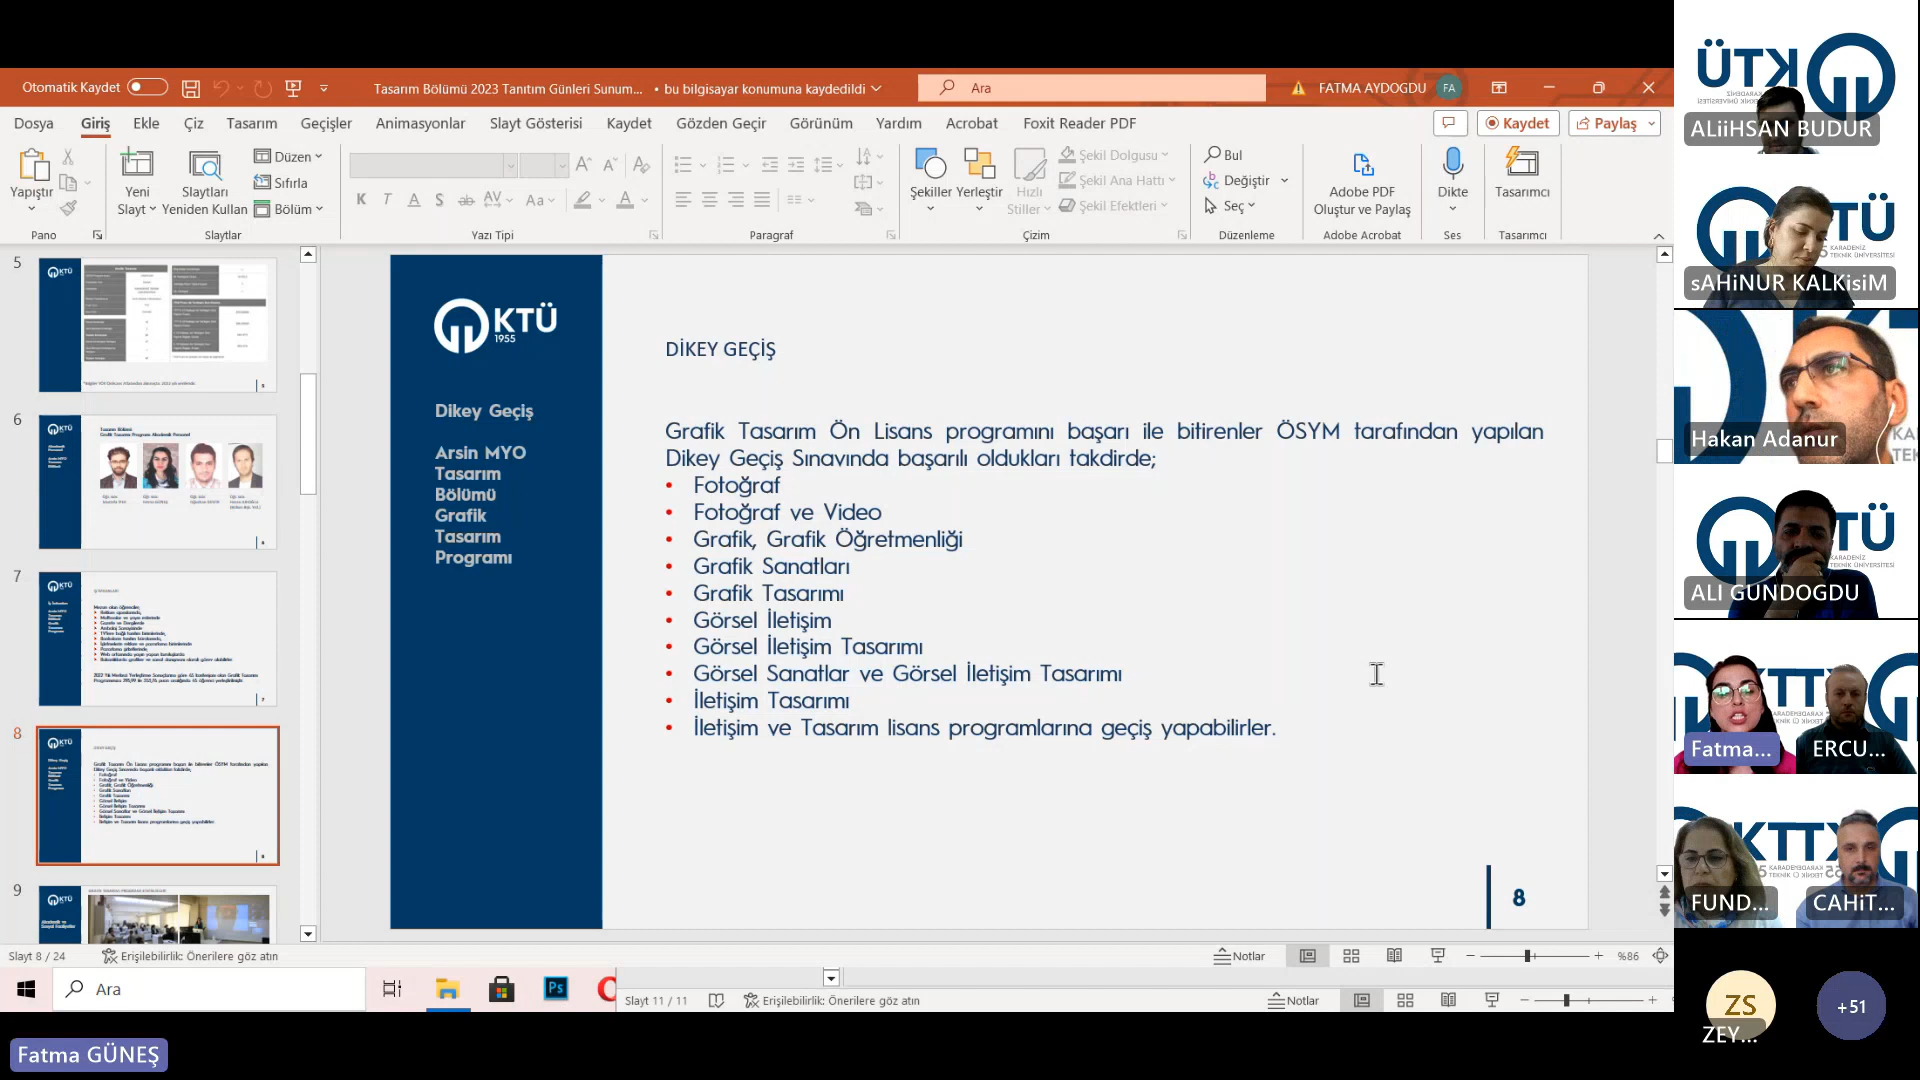 Otomatik Kaydet
Tasarım Bölümü 2023 Tanıtım Günleri Sunum... • bu bilgisayar konumuna kaydedildi
Ara
FATMA AYDOGDU
FA
Dosya Giriş Ekle Çiz Tasarım Geçişler Animasyonlar Slayt Gösterisi Kaydet Gözden Geçir Görünüm Yardım Acrobat Foxit Reader PDF
Kaydet
Paylaş
Yapıştır
Yeni Slayt
Slaytları Yeniden Kullan
Düzen
Sıfırla
Bölüm
Şekiller
Yerleştir
Hızlı Stiller
Şekil Dolgusu
Şekil Ana Hattı
Şekil Efektleri
Bul
Değiştir
Seç
Adobe PDF
Oluştur ve Paylaş
Dikte
Tasarımcı
Pano Slaytlar Yazı Tipi Paragraf Çizim Düzenleme Adobe Acrobat Ses Tasarımcı
5
6
7
8
9
KTÜ
1955
Dikey Geçiş
Arsin MYO
Tasarım
Bölümü
Grafik
Tasarım
Programı
DİKEY GEÇİŞ
Grafik Tasarım Ön Lisans programını başarı ile bitirenler ÖSYM tarafından yapılan
Dikey Geçiş Sınavında başarılı oldukları takdirde;
• Fotoğraf
• Fotoğraf ve Video
• Grafik, Grafik Öğretmenliği
• Grafik Sanatları
• Grafik Tasarımı
• Görsel İletişim
• Görsel İletişim Tasarımı
• Görsel Sanatlar ve Görsel İletişim Tasarımı
• İletişim Tasarımı
• İletişim ve Tasarım lisans programlarına geçiş yapabilirler.
8
Slayt 8 / 24
Erişilebilirlik: Önerilere göz atın
Notlar
%86
Ara
Slayt 11 / 11
Erişilebilirlik: Önerilere göz atın
Notlar
Fatma GÜNEŞ
ALiiHSAN BUDUR
sAHiNUR KALKisiM
Hakan Adanur
ALI GUNDOGDU
Fatma...
ERCU...
FUND...
CAHiT...
ZS
ZEY...
+51